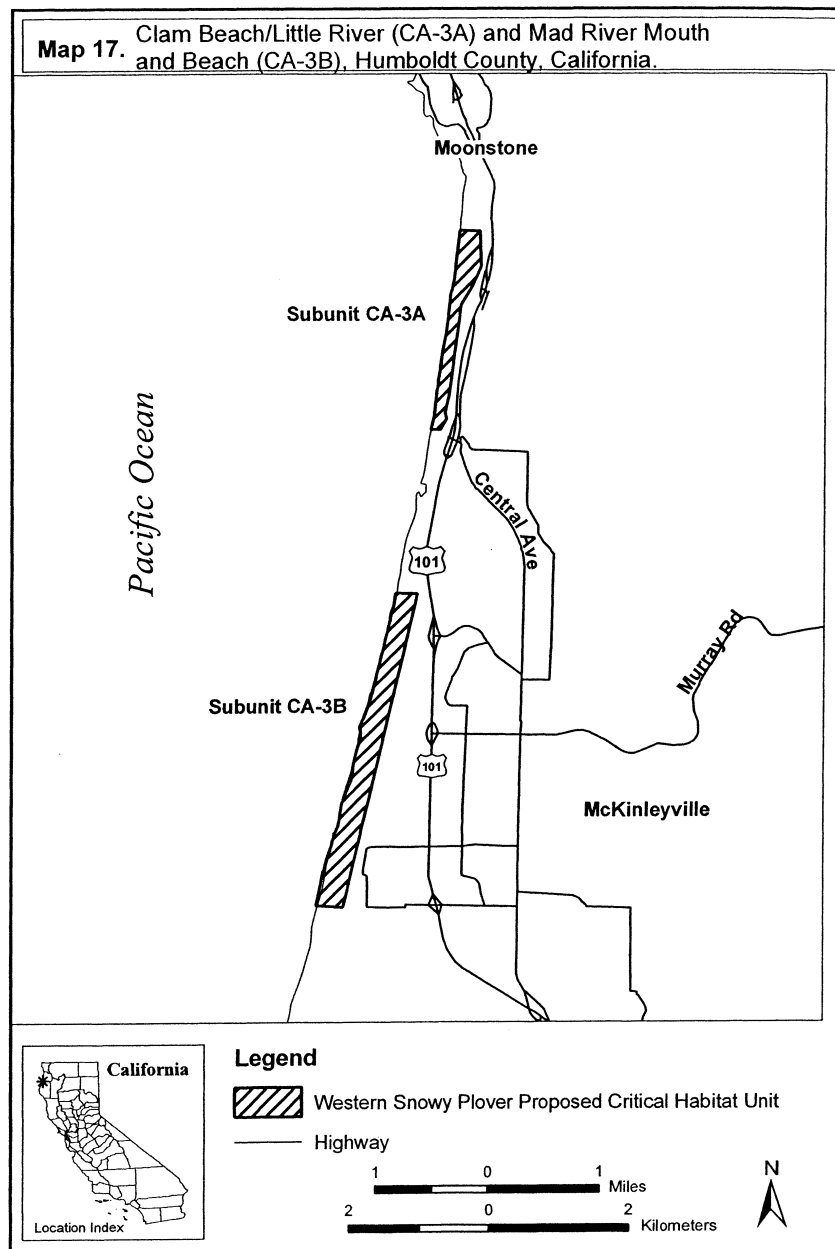 Map 17. Clam Beach/Little River (CA-3A) and Mad River Mouth
and Beach (CA-3B), Humboldt County, California.
Moonstone
Subunit CA-3A
Pacific Ocean
Central Ave
101
Murray Rd
Subunit CA-3B
101
McKinleyville
California
Location Index
Legend
Western Snowy Plover Proposed Critical Habitat Unit
Highway
1 0 1
Miles
2 0 2
Kilometers
N